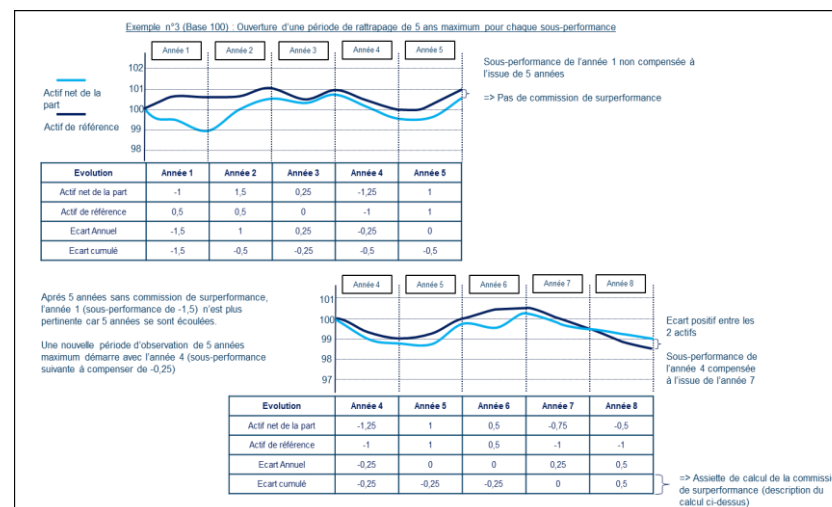 Exemple n°3 (Base 100) : Ouverture d'une période de rattrapage de 5 ans maximum pour chaque sous-performance
Année 1 Année 2 Année 3 Année 4 Année 5
102
101
100
99
98
Actif net de la
part
Actif de référence
Sous-performance de l'année 1 non compensée à
l'issue de 5 années
=> Pas de commission de surperformance
Evolution Année 1 Année 2 Année 3 Année 4 Année 5
Actif net de la part -1 1,5 0,25 -1,25 1
Actif de référence 0,5 0,5 0 -1 1
Ecart Annuel -1,5 1 0,25 -0,25 0
Ecart cumulé -1,5 -0,5 -0,25 -0,5 -0,5
Après 5 années sans commission de surperformance,
l'année 1 (sous-performance de -1,5) n'est plus
pertinente car 5 années se sont écoulées.
Une nouvelle période d'observation de 5 années
maximum démarre avec l'année 4 (sous-performance
suivante à compenser de -0,25)
Année 4 Année 5 Année 6 Année 7 Année 8
101
100
99
98
97
Ecart positif entre les
2 actifs
Sous-performance de
l'année 4 compensée
à l'issue de l'année 7
Evolution Année 4 Année 5 Année 6 Année 7 Année 8
Actif net de la part -1,25 1 0,5 -0,75 -0,5
Actif de référence -1 1 0,5 -1 -1
Ecart Annuel -0,25 0 0 0,25 0,5
Ecart cumulé -0,25 -0,25 -0,25 0 0,5
=> Assiette de calcul de la commissi
de surperformance (description du
calcul ci-dessus)